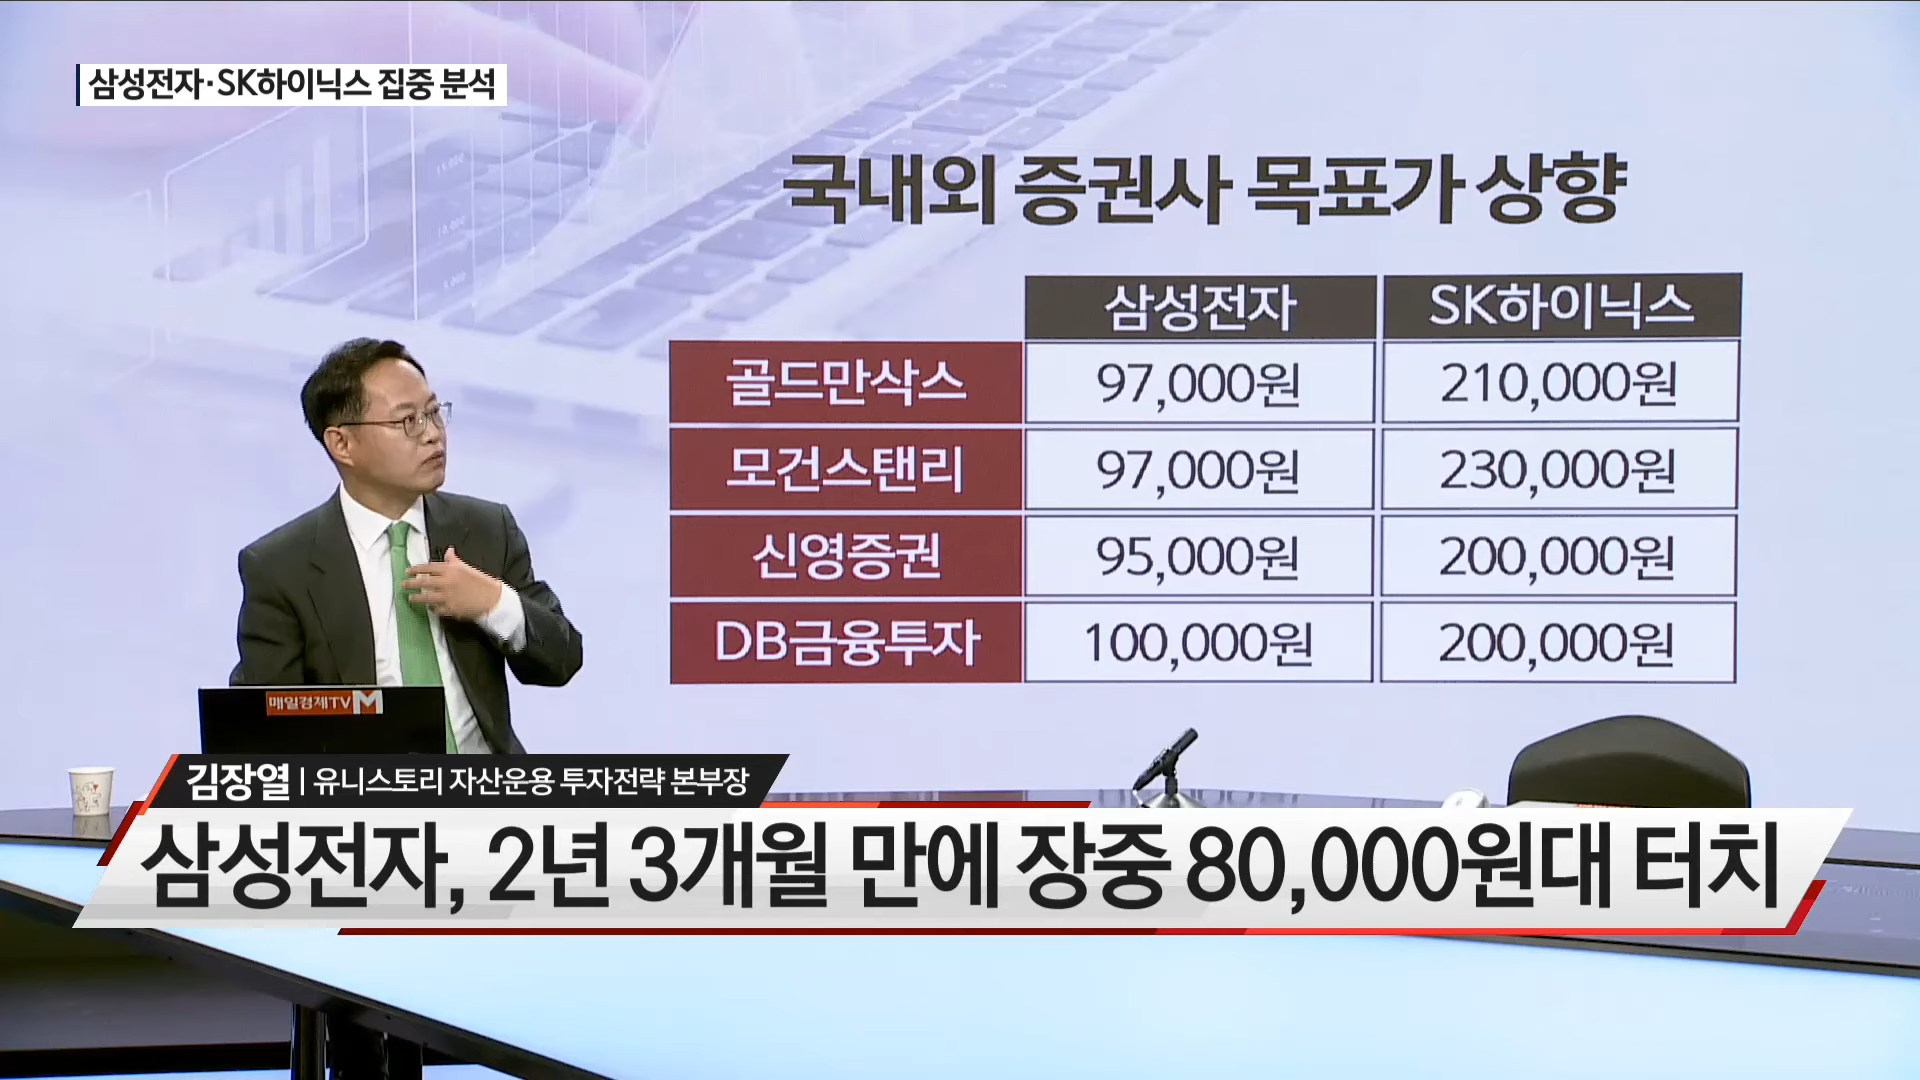 삼성전자·SK하이닉스 집중 분석
국내외 증권사 목표가 상향
삼성전자 SK하이닉스
골드만삭스 97,000원 210,000원
모건스탠리 97,000원 230,000원
신영증권 95,000원 200,000원
DB금융투자 100,000원 200,000원
매일경제TV M
김장열 | 유니스토리 자산운용 투자전략 본부장
삼성전자, 2년 3개월 만에 장중 80,000원대 터치